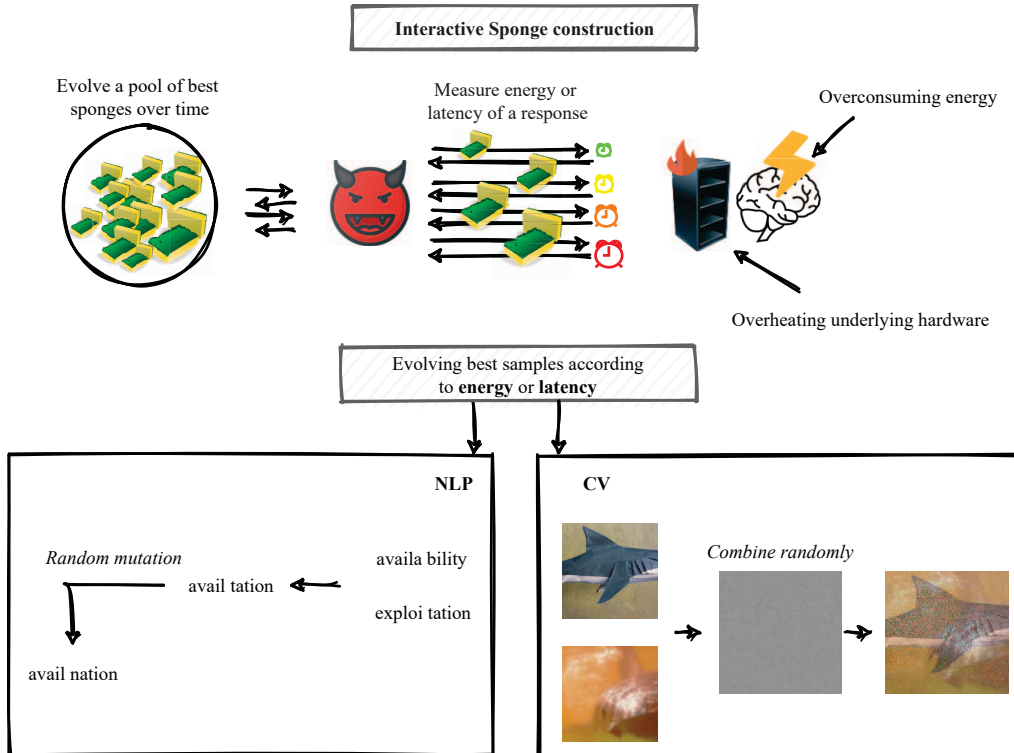 Interactive Sponge construction
Evolve a pool of best
sponges over time
Measure energy or
latency of a response
Overconsuming energy
Overheating underlying hardware
Evolving best samples according
to energy or latency
NLP
Random mutation
availa bility
avail tation
exploi tation
avail nation
CV
Combine randomly